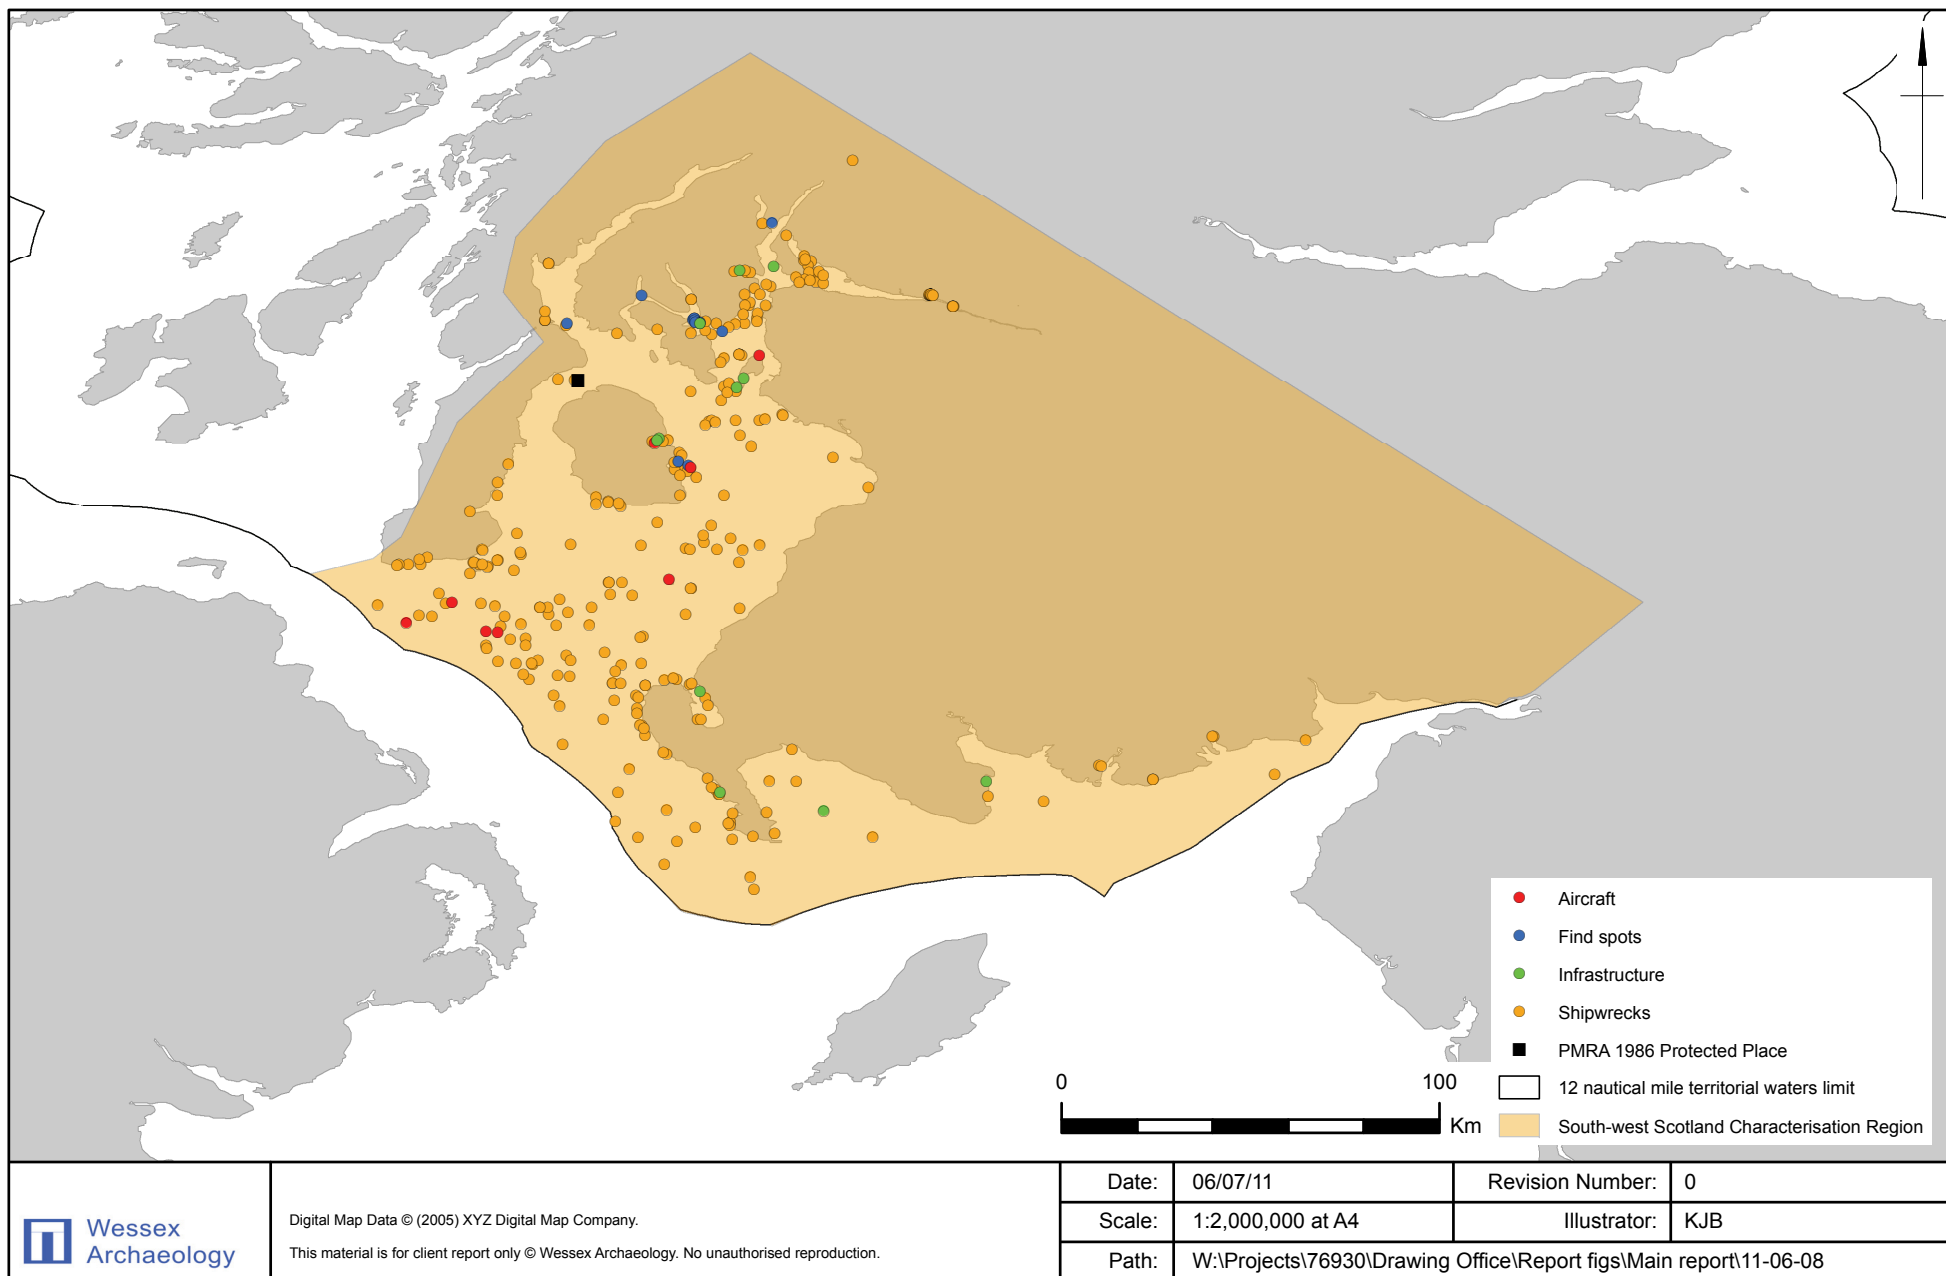 Aircraft
Find spots
Infrastructure
Shipwrecks
PMRA 1986 Protected Place
12 nautical mile territorial waters limit
South-west Scotland Characterisation Region
0 100
Km
Wessex
Archaeology
Digital Map Data © (2005) XYZ Digital Map Company.
This material is for client report only © Wessex Archaeology. No unauthorised reproduction.
Date: 06/07/11 Revision Number: 0
Scale: 1:2,000,000 at A4 Illustrator: KJB
Path: W:\Projects\76930\Drawing Office\Report figs\Main report\11-06-08